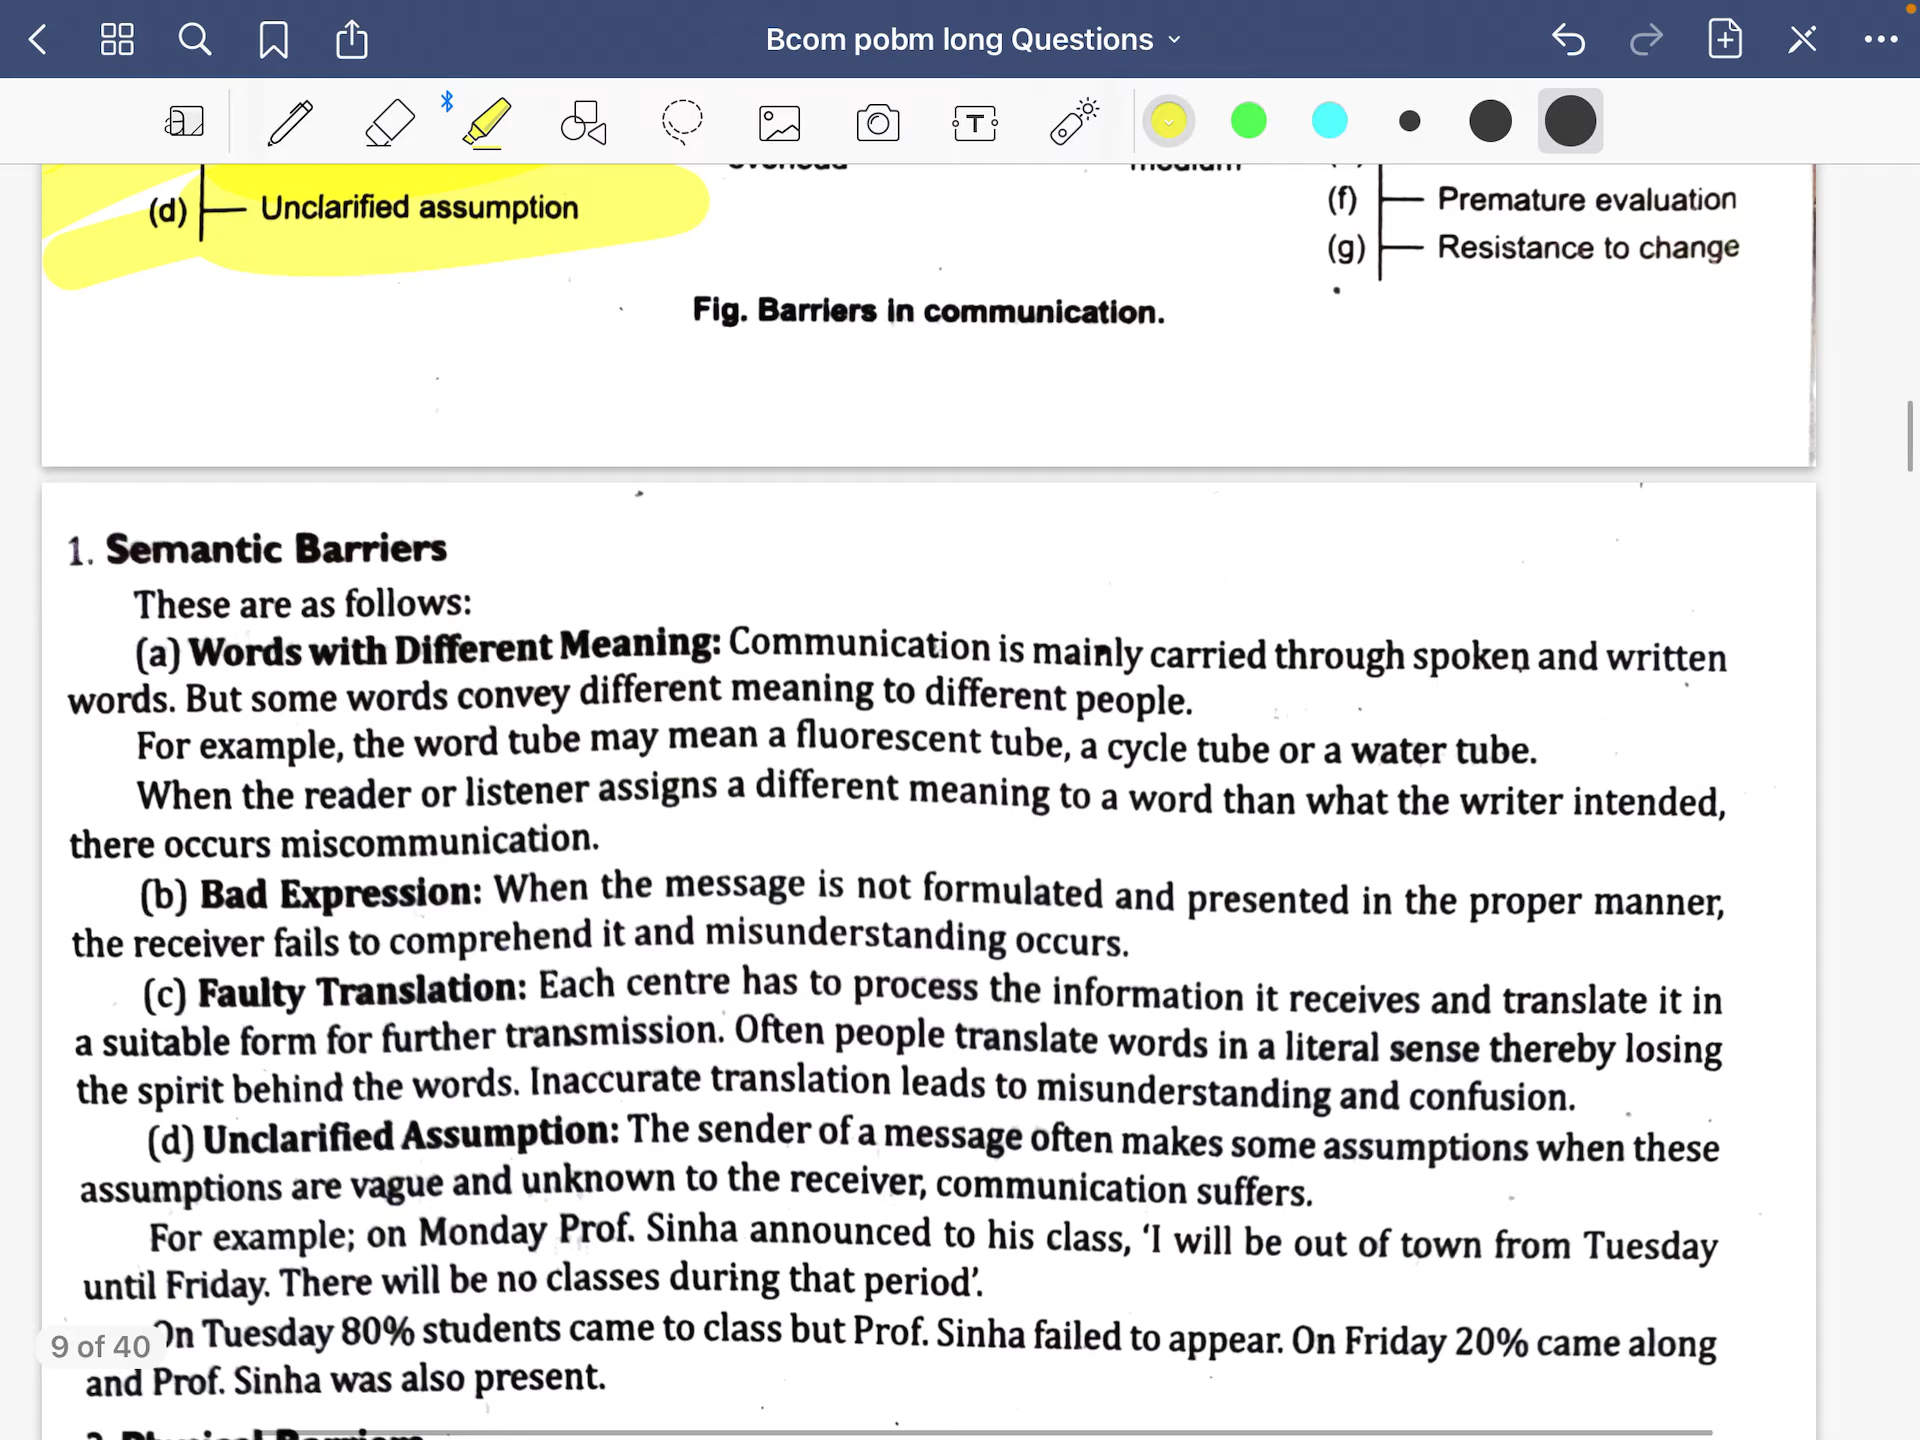 Bcom pobm long Questions
(d) Unclarified assumption
(f) Premature evaluation
(g) Resistance to change
Fig. Barriers in communication.
1. Semantic Barriers
These are as follows:
(a) Words with Different Meaning: Communication is mainly carried through spoken and written
words. But some words convey different meaning to different people.
For example, the word tube may mean a fluorescent tube, a cycle tube or a water tube.
When the reader or listener assigns a different meaning to a word than what the writer intended,
there occurs miscommunication.
(b) Bad Expression: When the message is not formulated and presented in the proper manner,
the receiver fails to comprehend it and misunderstanding occurs.
(c) Faulty Translation: Each centre has to process the information it receives and translate it in
a suitable form for further transmission. Often people translate words in a literal sense thereby losing
the spirit behind the words. Inaccurate translation leads to misunderstanding and confusion.
(d) Unclarified Assumption: The sender of a message often makes some assumptions when these
assumptions are vague and unknown to the receiver, communication suffers.
For example; on Monday Prof. Sinha announced to his class, ‘I will be out of town from Tuesday
until Friday. There will be no classes during that period’.
On Tuesday 80% students came to class but Prof. Sinha failed to appear. On Friday 20% came along
9 of 40
and Prof. Sinha was also present.